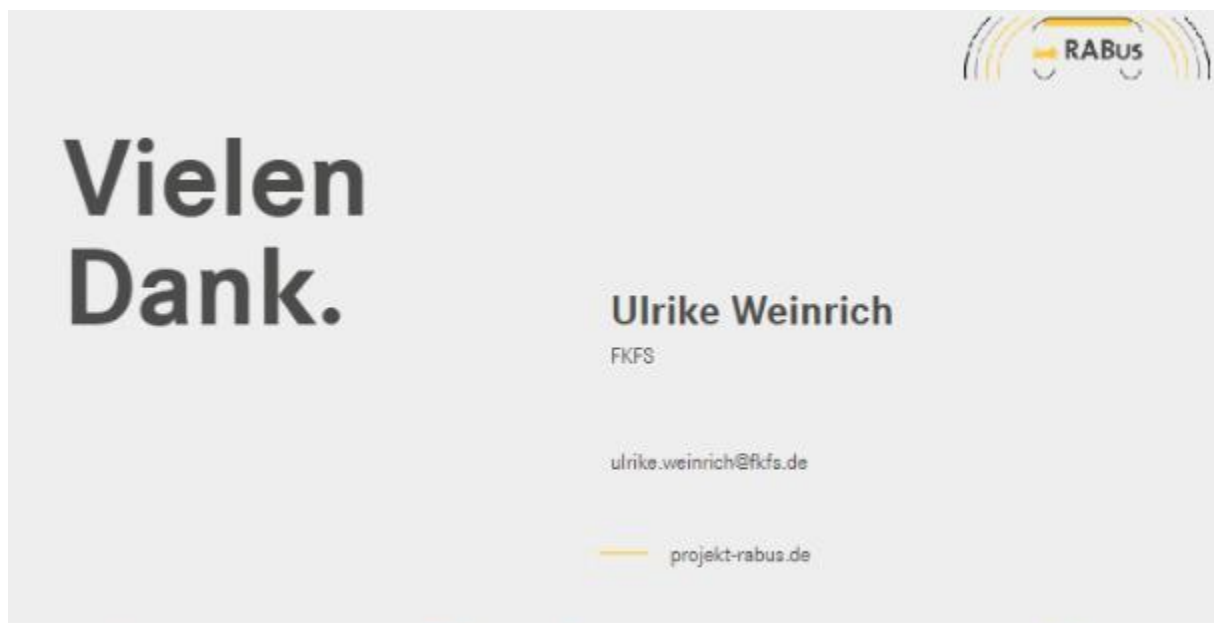 RABus
Vielen
Dank.
Ulrike Weinrich
FKFS
ulrike.weinrich@fkfs.de
projekt-rabus.de